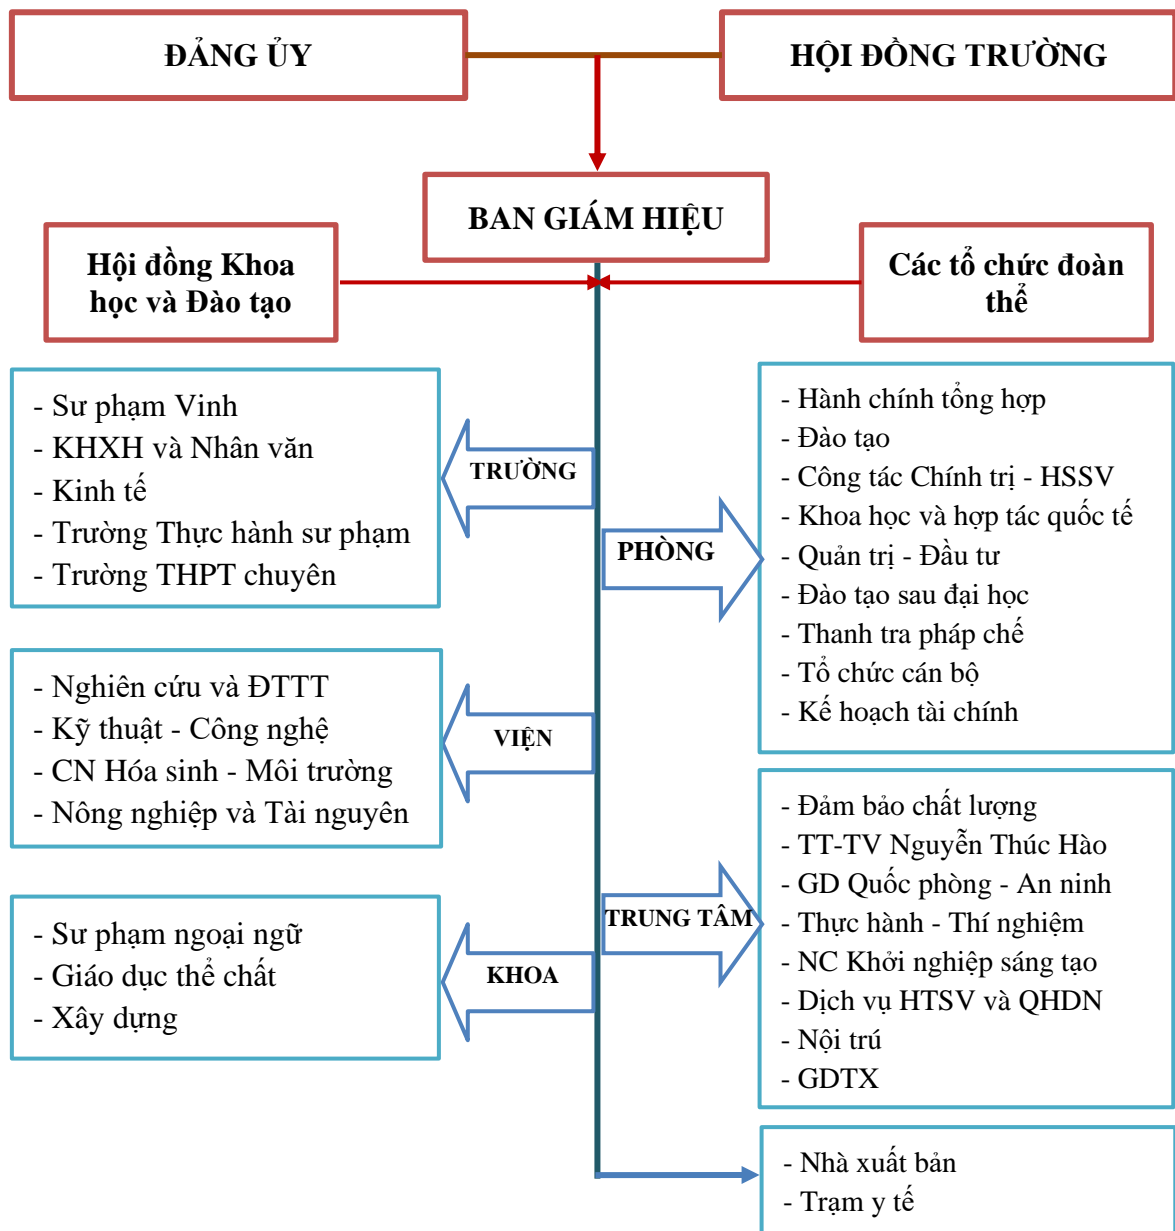 ĐẢNG ỦY
HỘI ĐỒNG TRƯỜNG
BAN GIÁM HIỆU
Hội đồng Khoa
học và Đào tạo
Các tổ chức đoàn
thể
- Sư phạm Vinh
- KHXH và Nhân văn
- Kinh tế
- Trường Thực hành sư phạm
- Trường THPT chuyên
TRƯỜNG
PHÒNG
- Hành chính tổng hợp
- Đào tạo
- Công tác Chính trị - HSSV
- Khoa học và hợp tác quốc tế
- Quản trị - Đầu tư
- Đào tạo sau đại học
- Thanh tra pháp chế
- Tổ chức cán bộ
- Kế hoạch tài chính
- Nghiên cứu và ĐTTT
- Kỹ thuật - Công nghệ
- CN Hóa sinh - Môi trường
- Nông nghiệp và Tài nguyên
VIỆN
TRUNG TÂM
- Đảm bảo chất lượng
- TT-TV Nguyễn Thúc Hào
- GD Quốc phòng - An ninh
- Thực hành - Thí nghiệm
- NC Khởi nghiệp sáng tạo
- Dịch vụ HTSV và QHDN
- Nội trú
- GDTX
- Sư phạm ngoại ngữ
- Giáo dục thể chất
- Xây dựng
KHOA
- Nhà xuất bản
- Trạm y tế